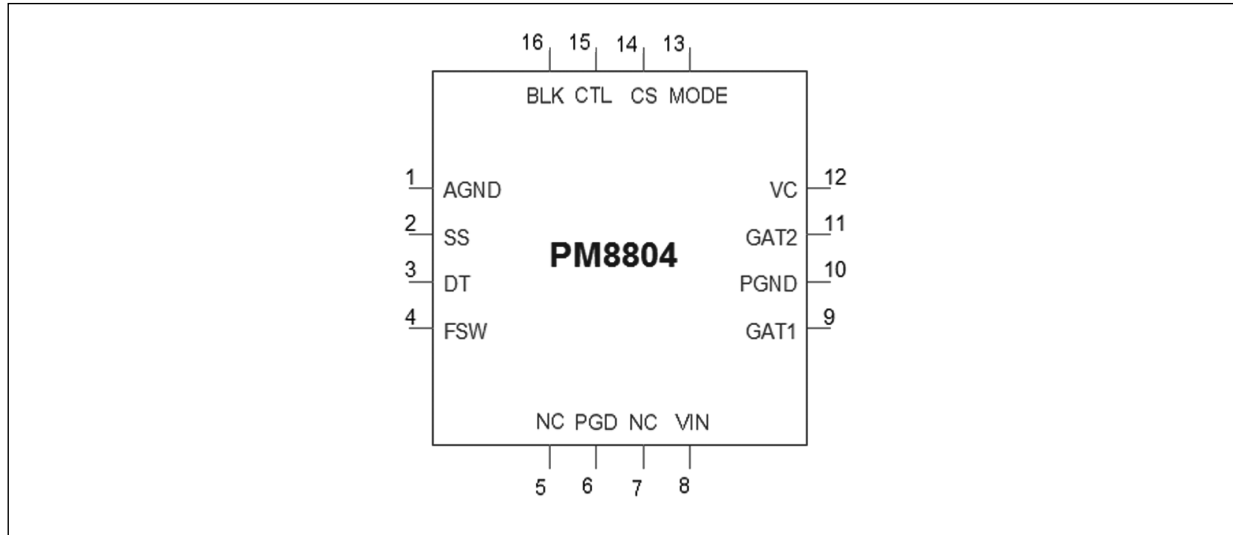 16 15 14 13
BLK CTL CS MODE
1 AGND VC 12
2 SS GAT2 11
PM8804
3 DT PGND 10
4 FSW GAT1 9
NC PGD NC VIN
5 6 7 8